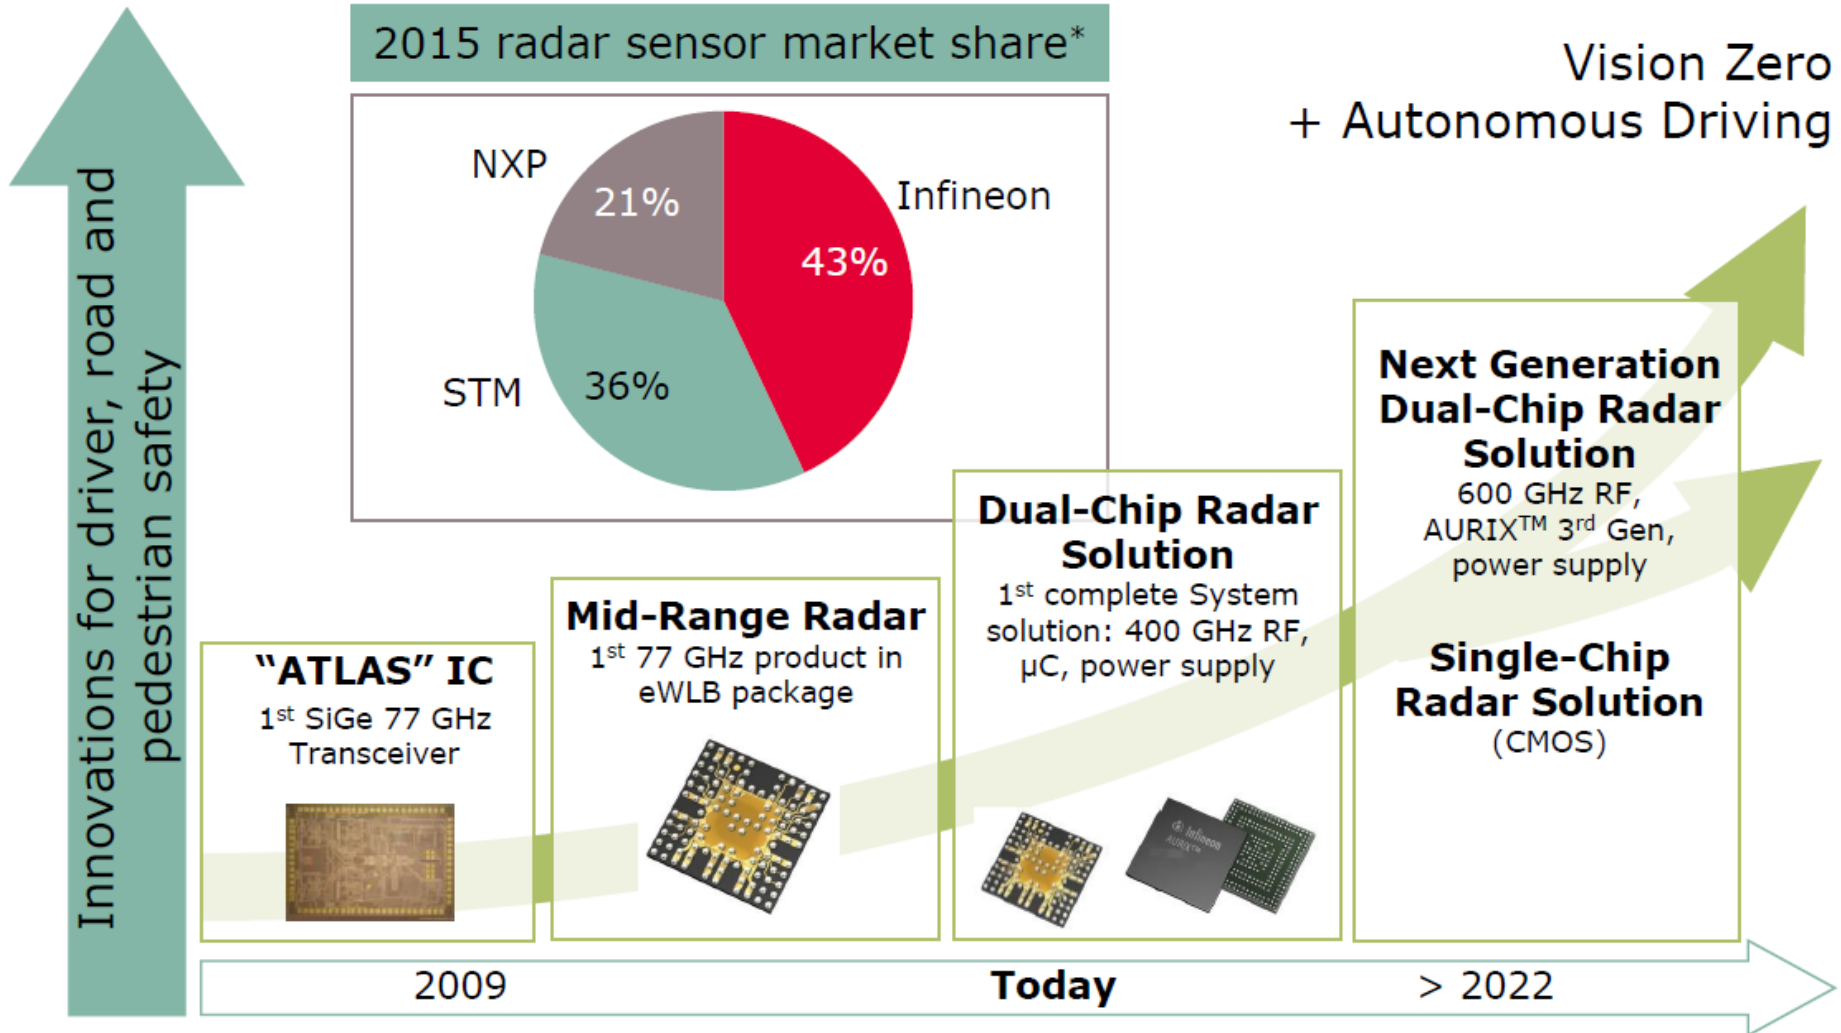 2015 radar sensor market share*
Vision Zero
+ Autonomous Driving
Innovations for driver, road and
pedestrian safety
NXP
21%
Infineon
43%
STM
36%
"ATLAS" IC
1st SiGe 77 GHz
Transceiver
Mid-Range Radar
1st 77 GHz product in
eWLB package
Dual-Chip Radar
Solution
1st complete System
solution: 400 GHz RF,
µC, power supply
Infineon
AURIX™
Next Generation
Dual-Chip Radar
Solution
600 GHz RF,
AURIX™ 3rd Gen,
power supply
Single-Chip
Radar Solution
(CMOS)
2009
Today
> 2022